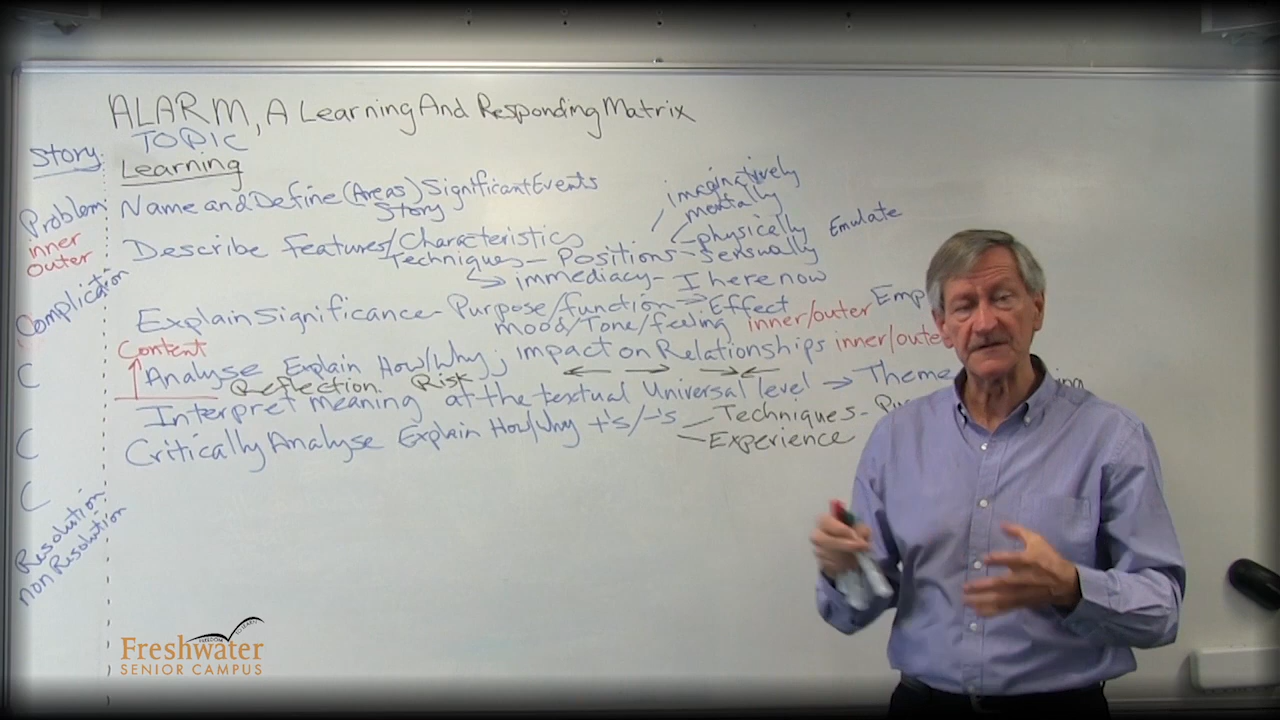 ALARM, A Learning And Responding Matrix
TOPIC
Story
Learning
Name and Define (Areas) Significant Events
Story
Problem
inner
outer
Describe Features/Characteristics
Techniques - Positions
imaginatively
mentally
physically
sensually
Emulate
immediacy - I here now
Complication
Explain Significance - Purpose/function → Effect
mood/Tone/feeling inner/outer
Content
Analyse Explain How/Why; impact on Relationships inner/outer
C
Reflection Risk
Interpret meaning at the textual Universal level → Theme
Critically Analyse Explain How/Why +'s/-'s
Techniques -
Experience
C
C
Resolution
non Resolution
Freshwater
FREEDOM TO LEARN
SENIOR CAMPUS